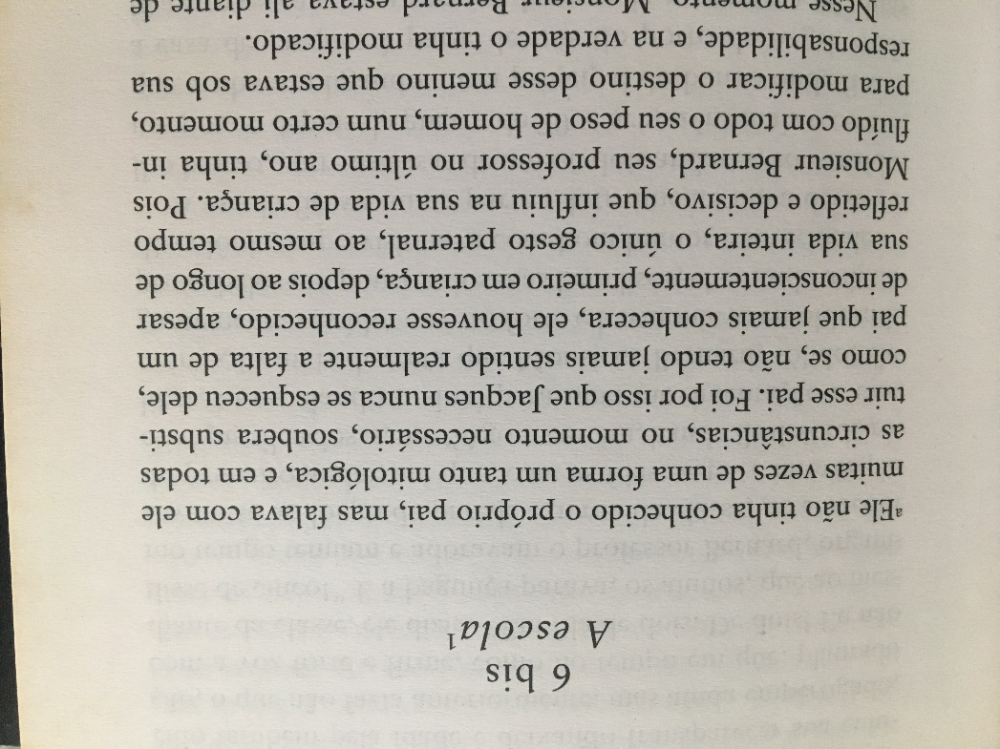 6 bis
A escola¹
ªEle não tinha conhecido o próprio pai, mas falava com ele
muitas vezes de uma forma um tanto mitológica, e em todas
as circunstâncias, no momento necessário, soubera substi-
tuir esse pai. Foi por isso que Jacques nunca se esqueceu dele,
como se, não tendo jamais sentido realmente a falta de um
pai que jamais conhecera, ele houvesse reconhecido, apesar
de inconscientemente, primeiro em criança, depois ao longo de
sua vida inteira, o único gesto paternal, ao mesmo tempo
refletido e decisivo, que influiu na sua vida de criança. Pois
Monsieur Bernard, seu professor no último ano, tinha in-
fluído com todo o seu peso de homem, num certo momento,
para modificar o destino desse menino que estava sob sua
responsabilidade, e na verdade o tinha modificado.
Nesse momento, Monsieur Bernard estava ali diante de